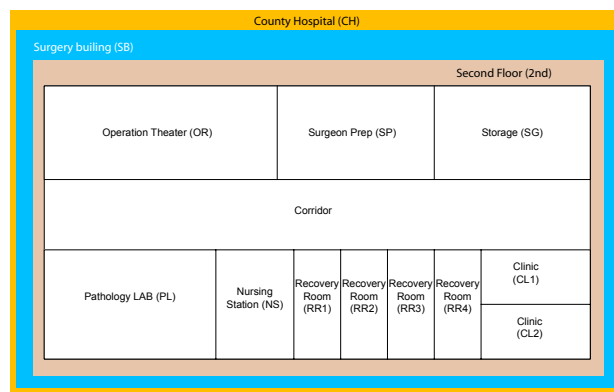 County Hospital (CH)
Surgery builing (SB)
Second Floor (2nd)
Operation Theater (OR)
Surgeon Prep (SP)
Storage (SG)
Corridor
Pathology LAB (PL)
Nursing
Station (NS)
Recovery
Room
(RR1)
Recovery
Room
(RR2)
Recovery
Room
(RR3)
Recovery
Room
(RR4)
Clinic
(CL1)
Clinic
(CL2)